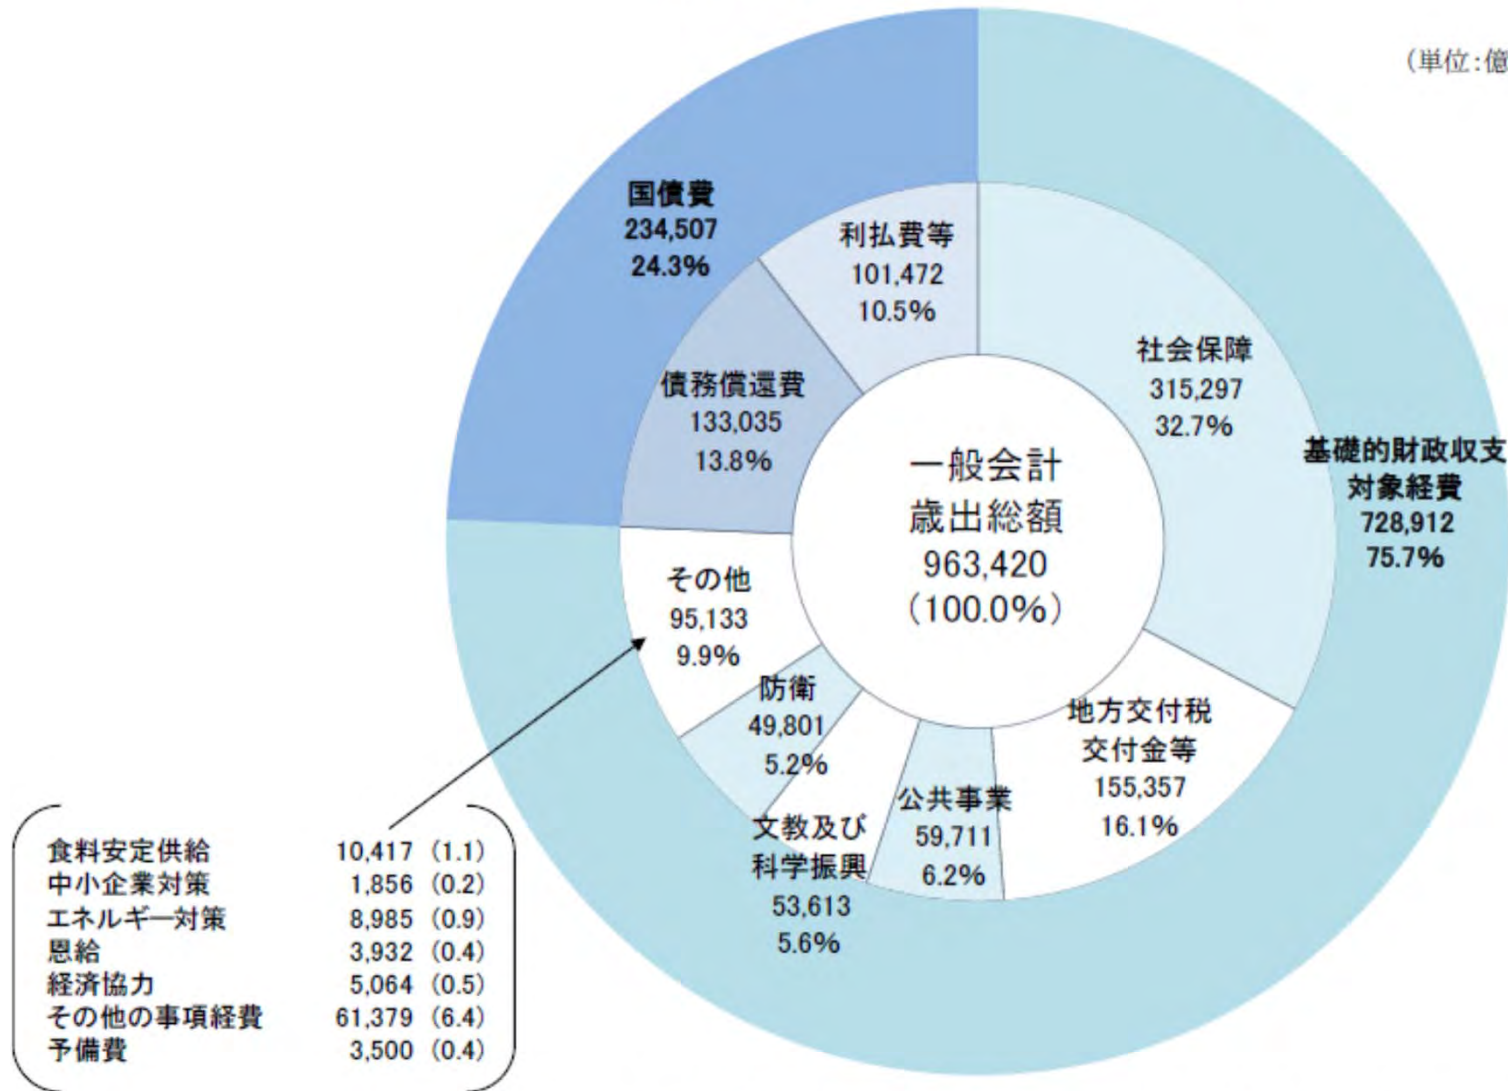 (単位:億
国債費
234,507
24.3%
利払費等
101,472
10.5%
社会保障
315,297
32.7%
債務償還費
133,035
13.8%
基礎的財政収支
対象経費
728,912
75.7%
一般会計
歳出総額
963,420
(100.0%)
その他
95,133
9.9%
防衛
49,801
5.2%
地方交付税
交付金等
155,357
16.1%
公共事業
59,711
6.2%
文教及び
科学振興
53,613
5.6%
食料安定供給 10,417 (1.1)
中小企業対策 1,856 (0.2)
エネルギー対策 8,985 (0.9)
恩給 3,932 (0.4)
経済協力 5,064 (0.5)
その他の事項経費 61,379 (6.4)
予備費 3,500 (0.4)